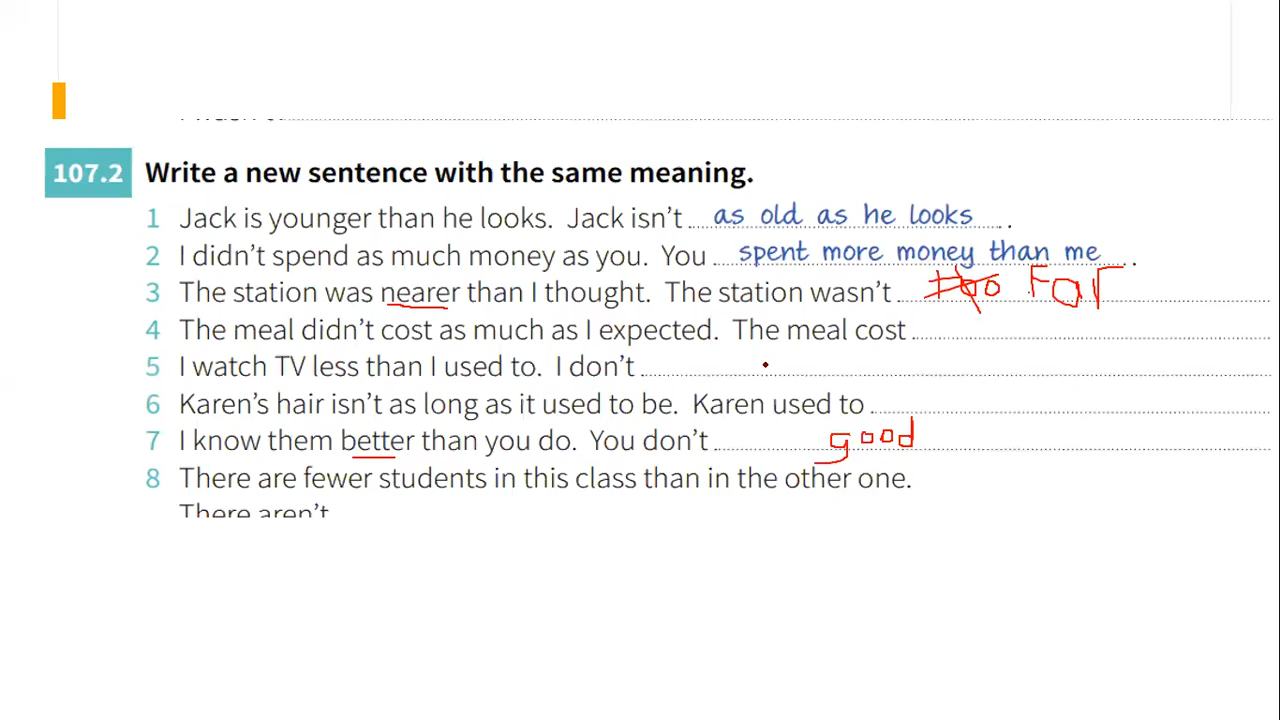 107.2 Write a new sentence with the same meaning.
1 Jack is younger than he looks. Jack isn't as old as he looks.
2 I didn't spend as much money as you. You spent more money than me.
3 The station was nearer than I thought. The station wasn't Far
4 The meal didn't cost as much as I expected. The meal cost
5 I watch TV less than I used to. I don't
6 Karen's hair isn't as long as it used to be. Karen used to
7 I know them better than you do. You don't good
8 There are fewer students in this class than in the other one.
There aren't